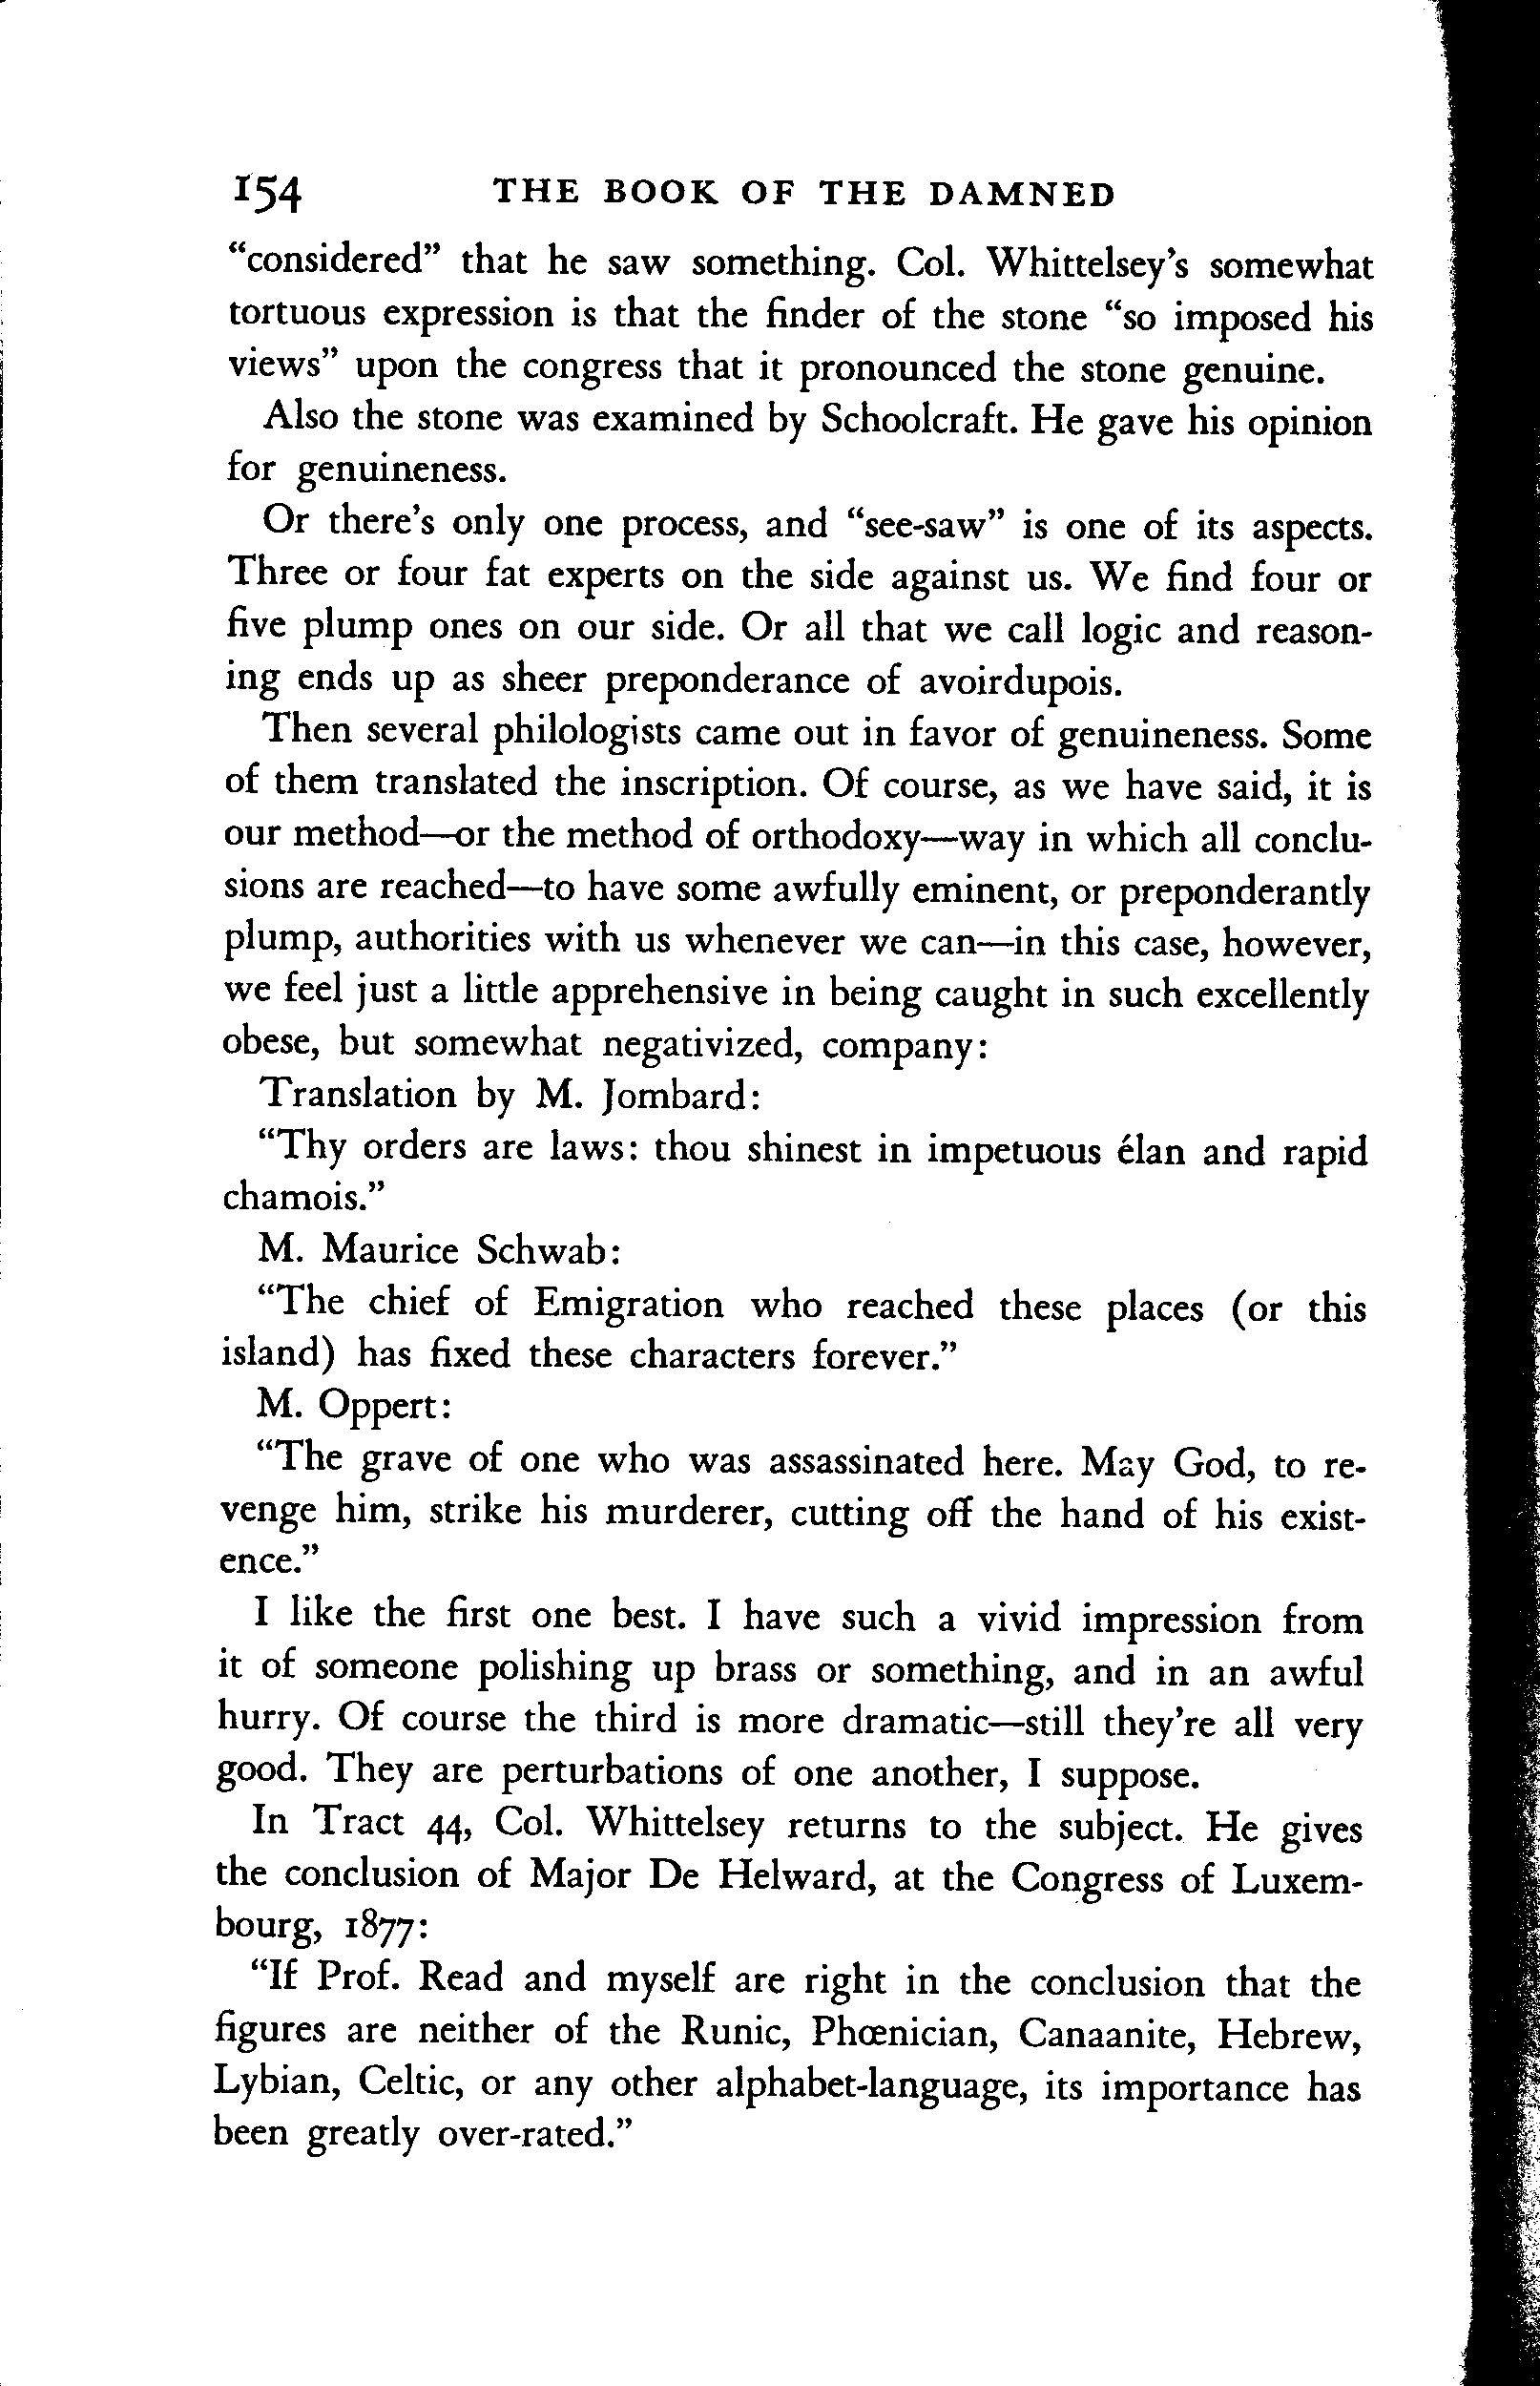 154 THE BOOK OF THE DAMNED
“considered” that he saw something. Col. Whittelsey’s somewhat
tortuous expression is that the finder of the stone “so imposed his
views” upon the congress that it pronounced the stone genuine.
Also the stone was examined by Schoolcraft. He gave his opinion
for genuineness.
Or there’s only one process, and “see-saw” is one of its aspects.
Three or four fat experts on the side against us. We find four or
five plump ones on our side. Or all that we call logic and reason-
ing ends up as sheer preponderance of avoirdupois.
Then several philologists came out in favor of genuineness. Some
of them translated the inscription. Of course, as we have said, it is
our method—or the method of orthodoxy—way in which all conclu-
sions are reached—to have some awfully eminent, or preponderantly
plump, authorities with us whenever we can—in this case, however,
we feel just a little apprehensive in being caught in such excellently
obese, but somewhat negativized, company:
Translation by M. Jombard:
“Thy orders are laws: thou shinest in impetuous élan and rapid
chamois.”
M. Maurice Schwab:
“The chief of Emigration who reached these places (or this
island) has fixed these characters forever.”
M. Oppert:
“The grave of one who was assassinated here. May God, to re-
venge him, strike his murderer, cutting off the hand of his exist-
ence.”
I like the first one best. I have such a vivid impression from
it of someone polishing up brass or something, and in an awful
hurry. Of course the third is more dramatic—still they’re all very
good. They are perturbations of one another, I suppose.
In Tract 44, Col. Whittelsey returns to the subject. He gives
the conclusion of Major De Helward, at the Congress of Luxem-
bourg, 1877:
“If Prof. Read and myself are right in the conclusion that the
figures are neither of the Runic, Phœnician, Canaanite, Hebrew,
Lybian, Celtic, or any other alphabet-language, its importance has
been greatly over-rated.”